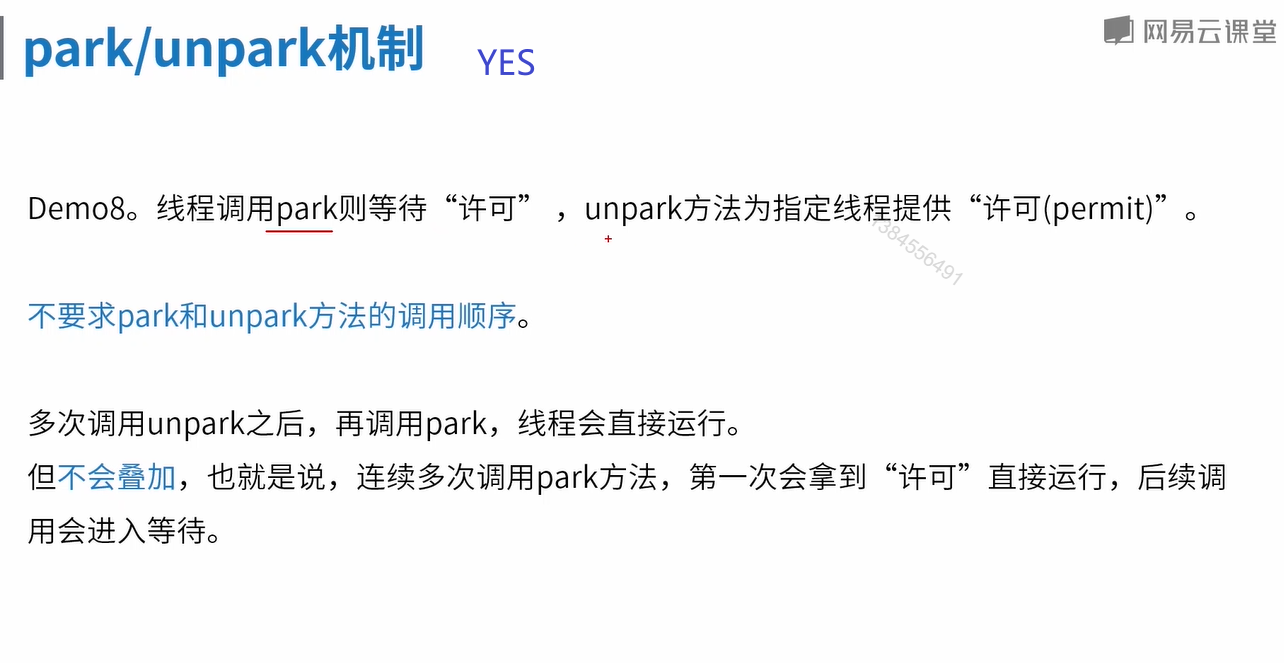 park/unpark机制
YES
网易云课堂
Demo8。线程调用park则等待“许可” ，unpark方法为指定线程提供“许可(permit)” 。
384556491
不要求park和unpark方法的调用顺序。
多次调用unpark之后，再调用park，线程会直接运行。
但不会叠加，也就是说，连续多次调用park方法，第一次会拿到“许可”直接运行，后续调
用会进入等待。